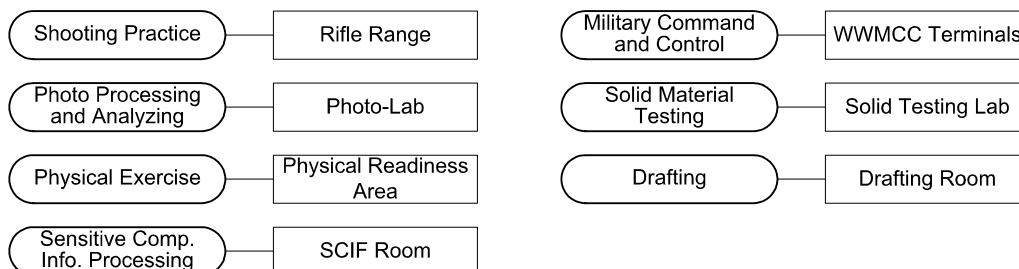 Shooting Practice
Rifle Range
Photo Processing
and Analyzing
Photo-Lab
Physical Exercise
Physical Readiness
Area
Sensitive Comp.
Info. Processing
SCIF Room
Military Command
and Control
WWMCC Terminals
Solid Material
Testing
Solid Testing Lab
Drafting
Drafting Room